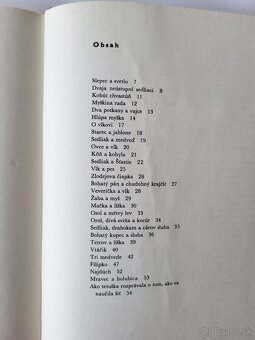 Obsah
Slepec a svetlo 7
Dvaja neústupní sedliaci 8
Kohút chvastúň 11
Myškina rada 12
Dva potkany a vajce 13
Hlúpa myška 14
O vlkovi 17
Starec a jablone 18
Sedliak a medveď 19
Ovce a vlk 20
Kôň a kobyla 21
Sedliak a Šťastie 22
Vlk a pes 25
Zlodejova čiapka 26
Bohatý pán a chudobný krajčír 27
Veverička a vlk 28
Žaba a myš 29
Mačka a líška 30
Osol a mŕtvy lev 33
Osol, divá sviňa a kocúr 34
Sedliak, drahokam a cárov sluha 35
Bohatý kupec a sluha 36
Tetrov a líška 39
Vtáčik 40
Tri medvede 42
Filipko 47
Najdúch 52
Mravec a holubica 53
Ako tetuška rozprávala o tom, ako sa
naučila šiť 54